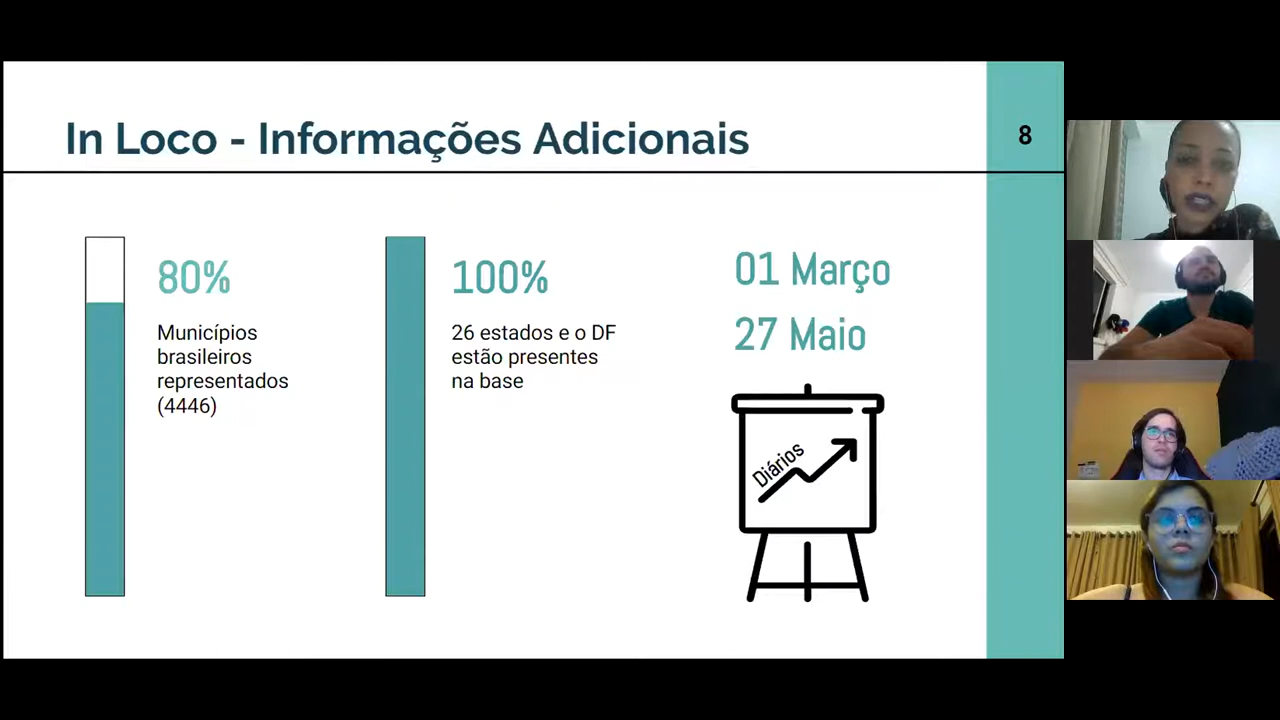 In Loco - Informações Adicionais
8
80%
Municípios
brasileiros
representados
(4446)
100%
26 estados e o DF
estão presentes
na base
01 Março
27 Maio
Diários